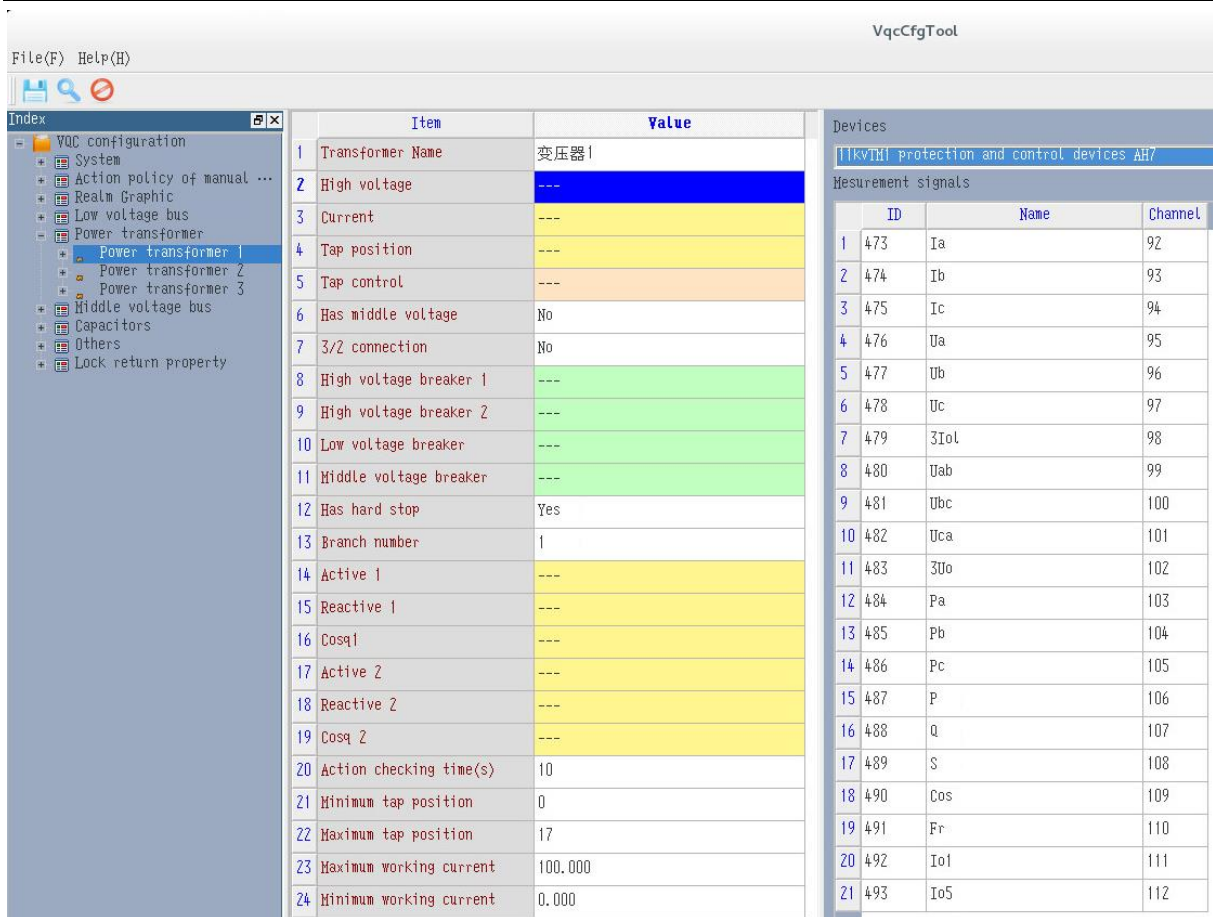 VqcCfgTool
File(F) Help(H)
Index
VQC configuration
System
Action policy of manual ...
Realm Graphic
Low voltage bus
Power transformer
Power transformer 1
Power transformer 2
Power transformer 3
Middle voltage bus
Capacitors
Others
Lock return property
Item Value
1 Transformer Name 变压器1
2 High voltage ---
3 Current ---
4 Tap position ---
5 Tap control ---
6 Has middle voltage No
7 3/2 connection No
8 High voltage breaker 1 ---
9 High voltage breaker 2 ---
10 Low voltage breaker ---
11 Middle voltage breaker ---
12 Has hard stop Yes
13 Branch number 1
14 Active 1 ---
15 Reactive 1 ---
16 Cosq1 ---
17 Active 2 ---
18 Reactive 2 ---
19 Cosq 2 ---
20 Action checking time(s) 10
21 Minimum tap position 0
22 Maximum tap position 17
23 Maximum working current 100.000
24 Minimum working current 0.000
Devices
11kvTM1 protection and control devices AH7
Mesurement signals
ID Name Channel
1 473 Ia 92
2 474 Ib 93
3 475 Ic 94
4 476 Ua 95
5 477 Ub 96
6 478 Uc 97
7 479 3Iol 98
8 480 Uab 99
9 481 Ubc 100
10 482 Uca 101
11 483 3Uo 102
12 484 Pa 103
13 485 Pb 104
14 486 Pc 105
15 487 P 106
16 488 Q 107
17 489 S 108
18 490 Cos 109
19 491 Fr 110
20 492 Io1 111
21 493 Io5 112